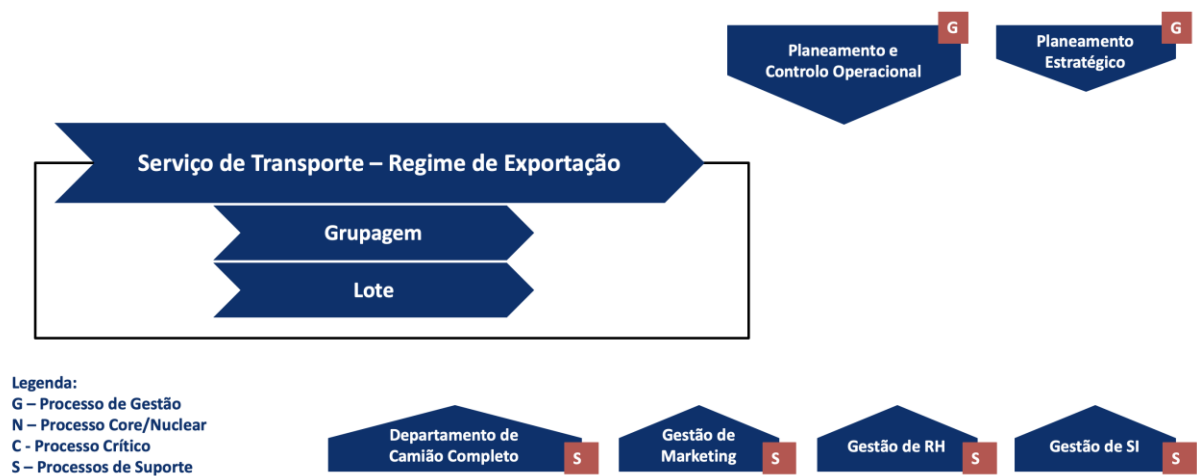 G
Planeamento e
Controlo Operacional
G
Planeamento
Estratégico
Serviço de Transporte – Regime de Exportação
Grupagem
Lote
Legenda:
G – Processo de Gestão
N – Processo Core/Nuclear
C - Processo Crítico
S – Processos de Suporte
Departamento de
Camião Completo
S
Gestão de
Marketing
S
Gestão de RH
S
Gestão de SI
S